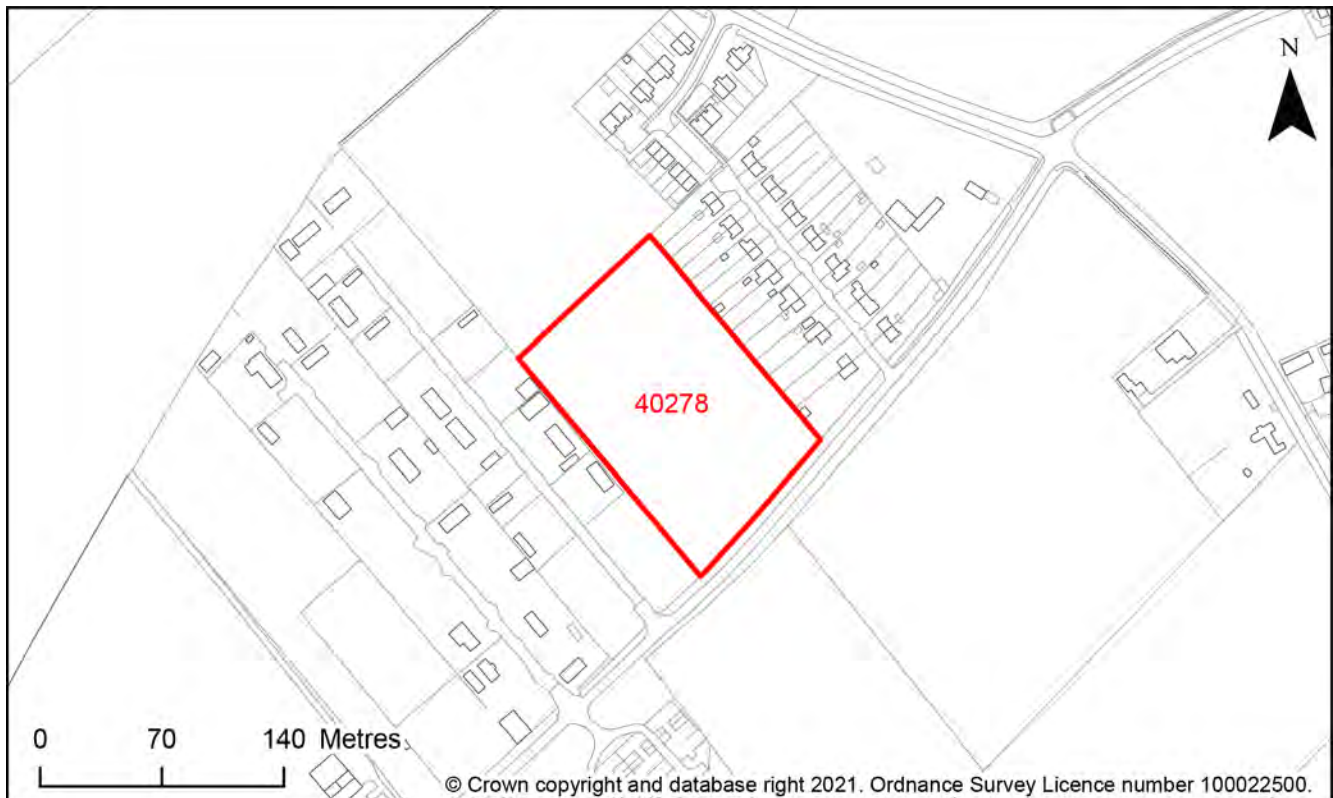 N
40278
0 70 140 Metres
© Crown copyright and database right 2021. Ordnance Survey Licence number 100022500.